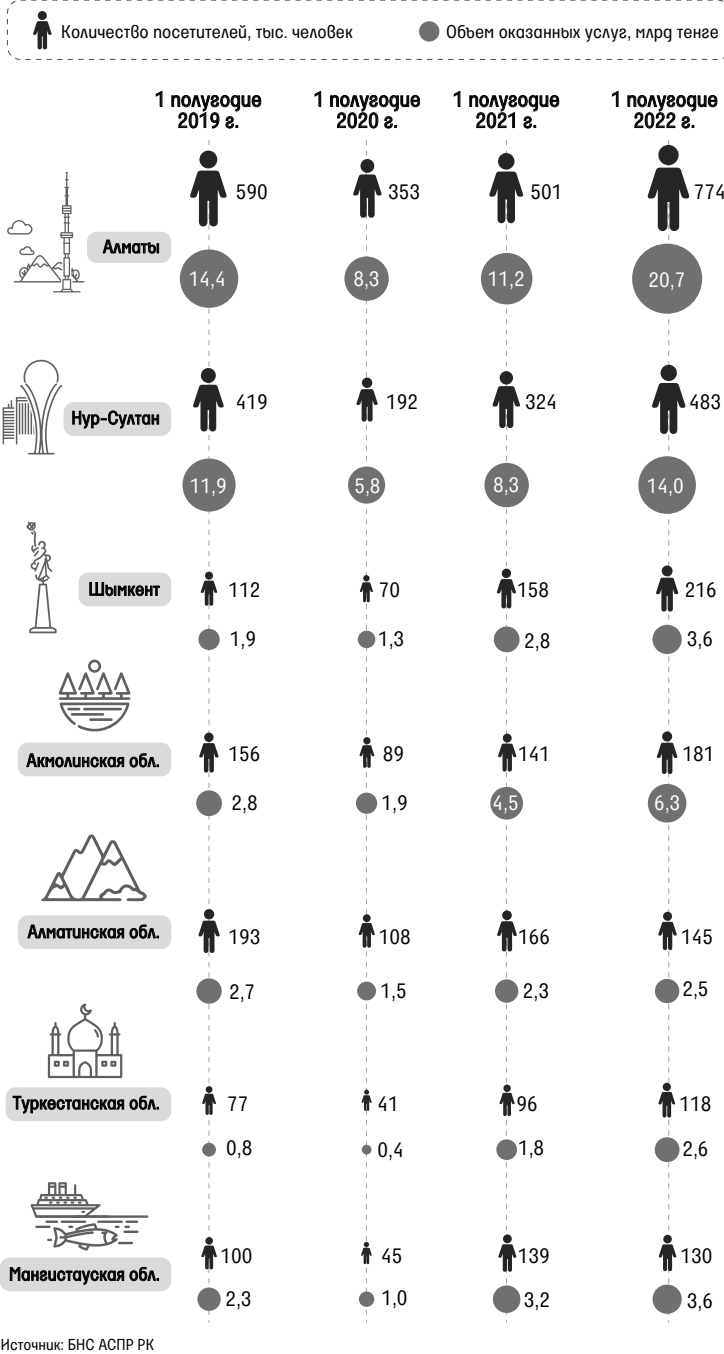 Количество посетителей, тыс. человек
Объем оказанных услуг, млрд тенге
1 полугодие 2019 г.
1 полугодие 2020 г.
1 полугодие 2021 г.
1 полугодие 2022 г.
Алматы
590 353 501 774
14,4 8,3 11,2 20,7
Нур-Султан
419 192 324 483
11,9 5,8 8,3 14,0
Шымкент
112 70 158 216
1,9 1,3 2,8 3,6
Акмолинская обл.
156 89 141 181
2,8 1,9 4,5 6,3
Алматинская обл.
193 108 166 145
2,7 1,5 2,3 2,5
Туркестанская обл.
77 41 96 118
0,8 0,4 1,8 2,6
Мангистауская обл.
100 45 139 130
2,3 1,0 3,2 3,6
Источник: БНС АСПР РК